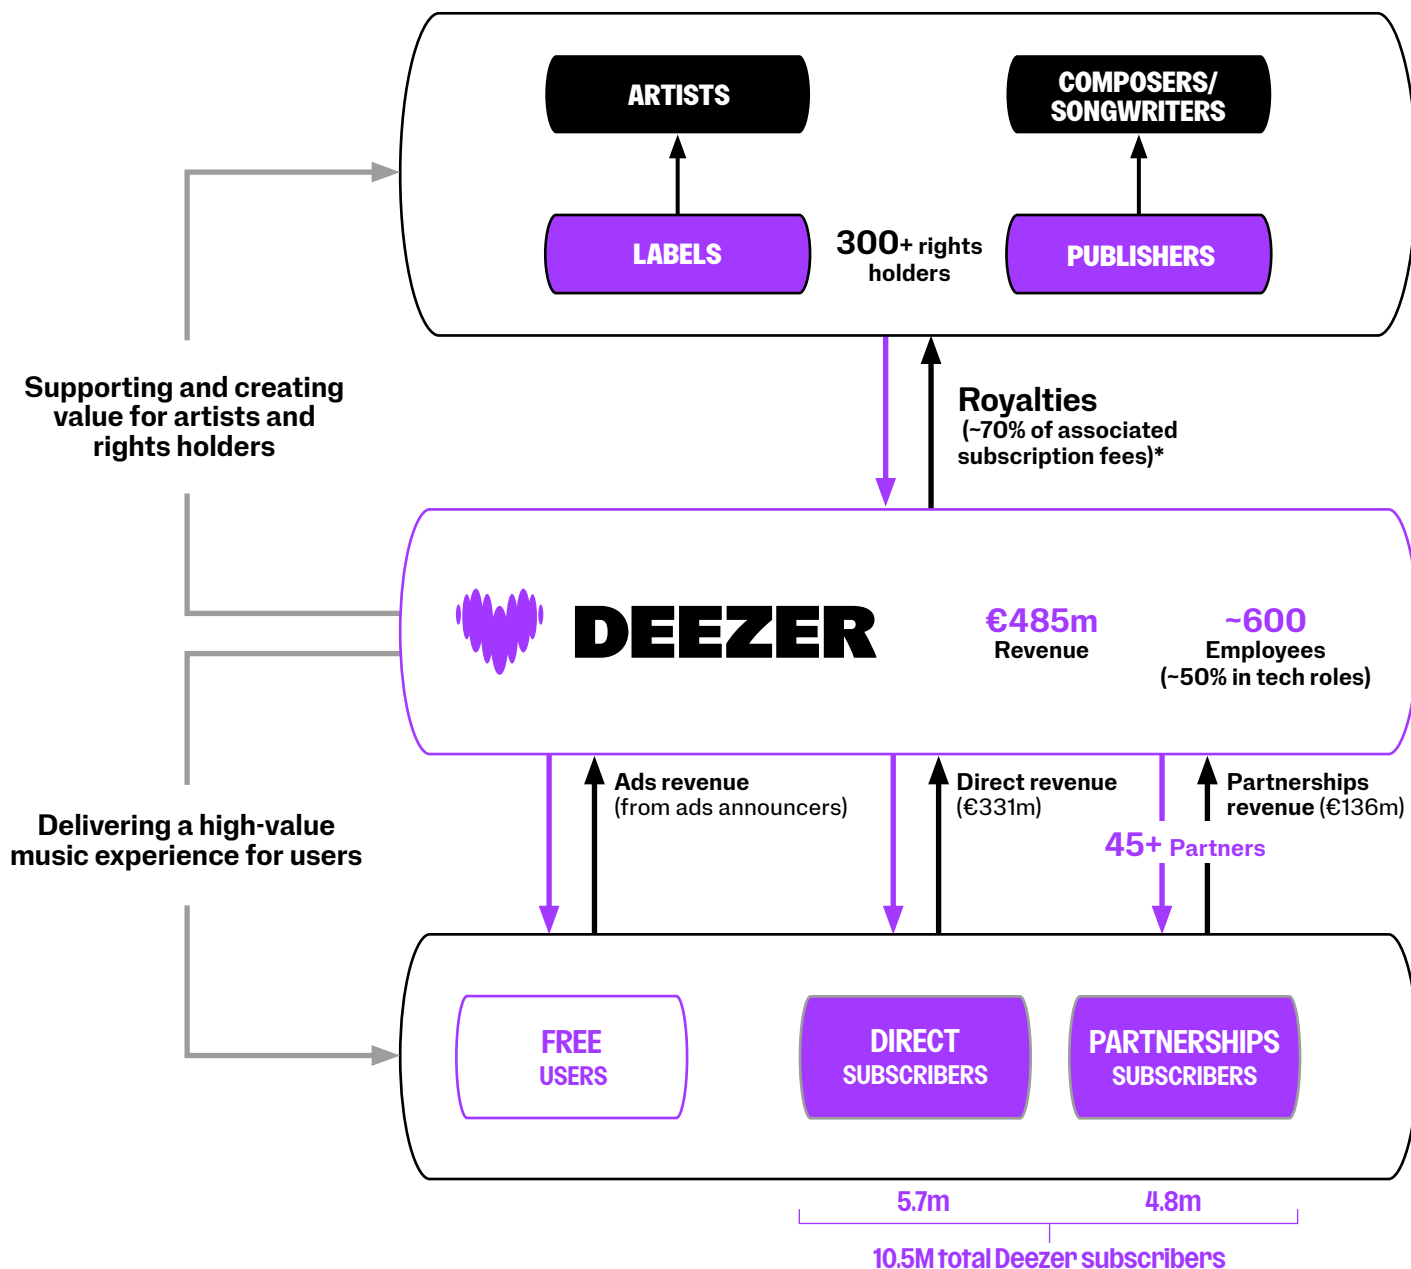 ARTISTS
COMPOSERS/
SONGWRITERS
LABELS
300+ rights
holders
PUBLISHERS
Supporting and creating
value for artists and
rights holders
Royalties
(~70% of associated
subscription fees)*
DEEZER
€485m
Revenue
~600
Employees
(~50% in tech roles)
Delivering a high-value
music experience for users
Ads revenue
(from ads announcers)
Direct revenue
(€331m)
Partnerships
revenue (€136m)
45+ Partners
FREE
USERS
DIRECT
SUBSCRIBERS
PARTNERSHIPS
SUBSCRIBERS
5.7m
4.8m
10.5M total Deezer subscribers